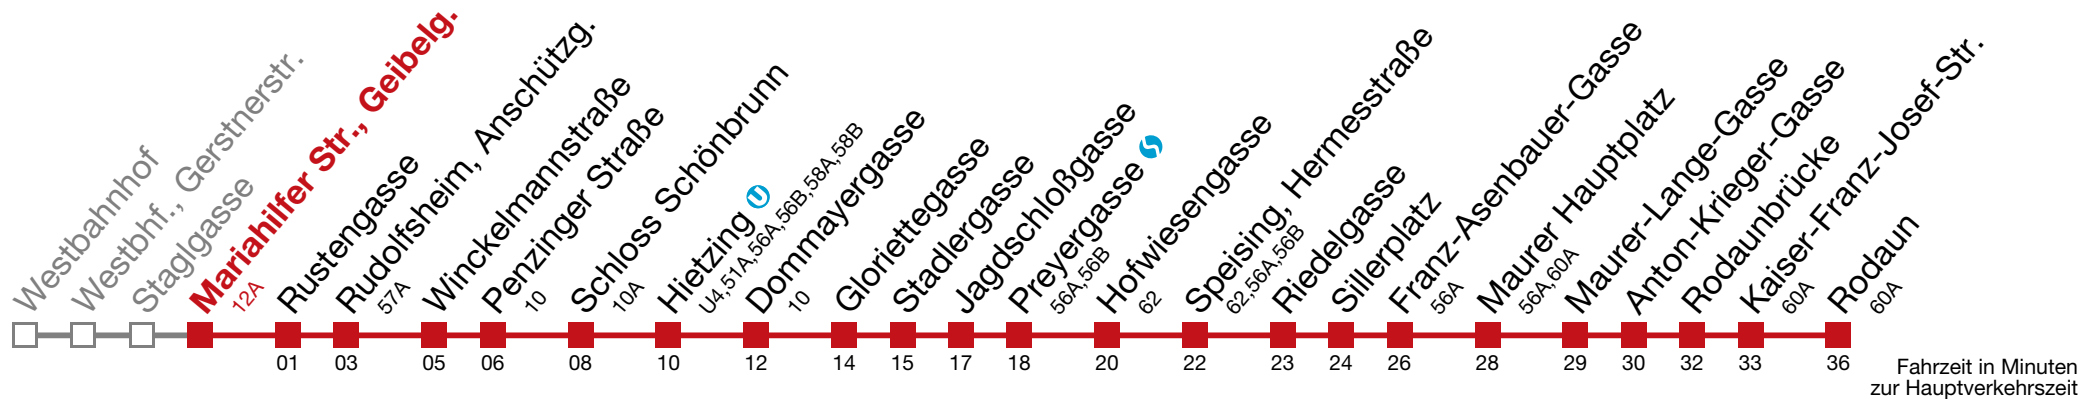 Westbahnhof
Westbhf., Gerstnerstr.
Staglgasse
Mariahilfer Str., Geibelg.
12A
Rustengasse
Rudolfsheim, Anschützg.
57A
Winckelmannstraße
Penzinger Straße
10
Schloss Schönbrunn
10A
Hietzing U
U4,51A,56A,56B,58A,58B
Dommayergasse
10
Gloriettegasse
Stadlergasse
Jagdschloßgasse
Preyergasse S
56A,56B
Hofwiesengasse
62
Speising, Hermesstraße
62,56A,56B
Riedelgasse
Sillerplatz
Franz-Asenbauer-Gasse
56A
Maurer Hauptplatz
56A,60A
Maurer-Lange-Gasse
Anton-Krieger-Gasse
Rodaunbrücke
Kaiser-Franz-Josef-Str.
60A
Rodaun
60A
01 03 05 06 08 10 12 14 15 17 18 20 22 23 24 26 28 29 30 32 33 36
Fahrzeit in Minuten
zur Hauptverkehrszeit